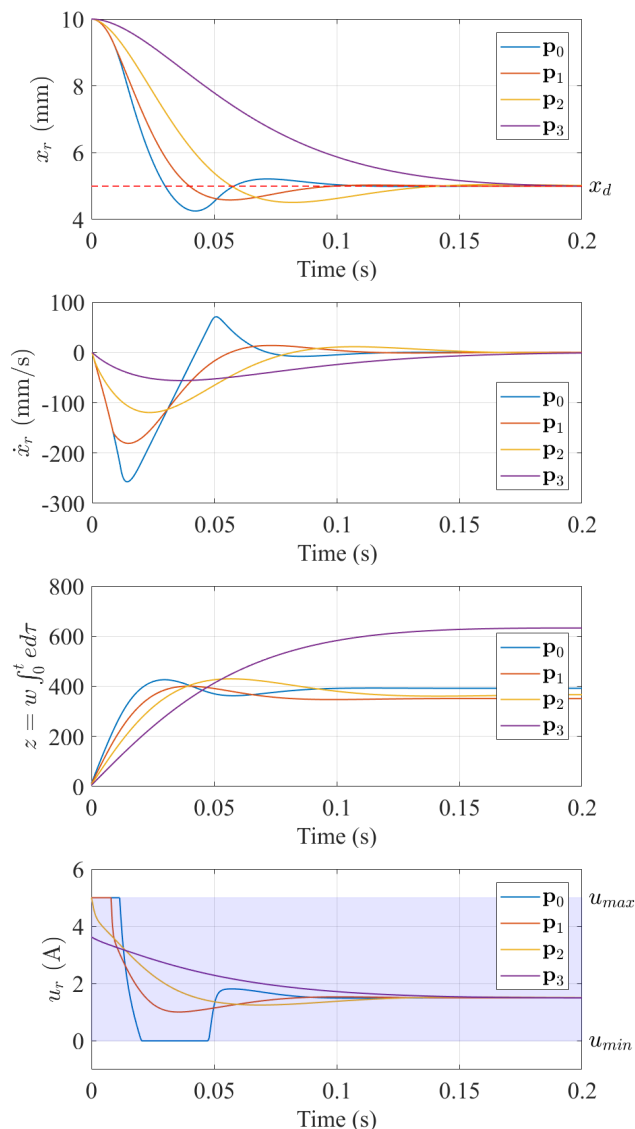 10
8
6
4
x_r (mm)
p_0
p_1
p_2
p_3
x_d
0 0.05 0.1 0.15 0.2
Time (s)
100
0
-100
-200
-300
ẋ_r (mm/s)
p_0
p_1
p_2
p_3
0 0.05 0.1 0.15 0.2
Time (s)
800
600
400
200
0
z = w ∫_0^t edτ
p_0
p_1
p_2
p_3
0 0.05 0.1 0.15 0.2
Time (s)
6
4
2
0
u_r (A)
p_0
p_1
p_2
p_3
u_max
u_min
0 0.05 0.1 0.15 0.2
Time (s)